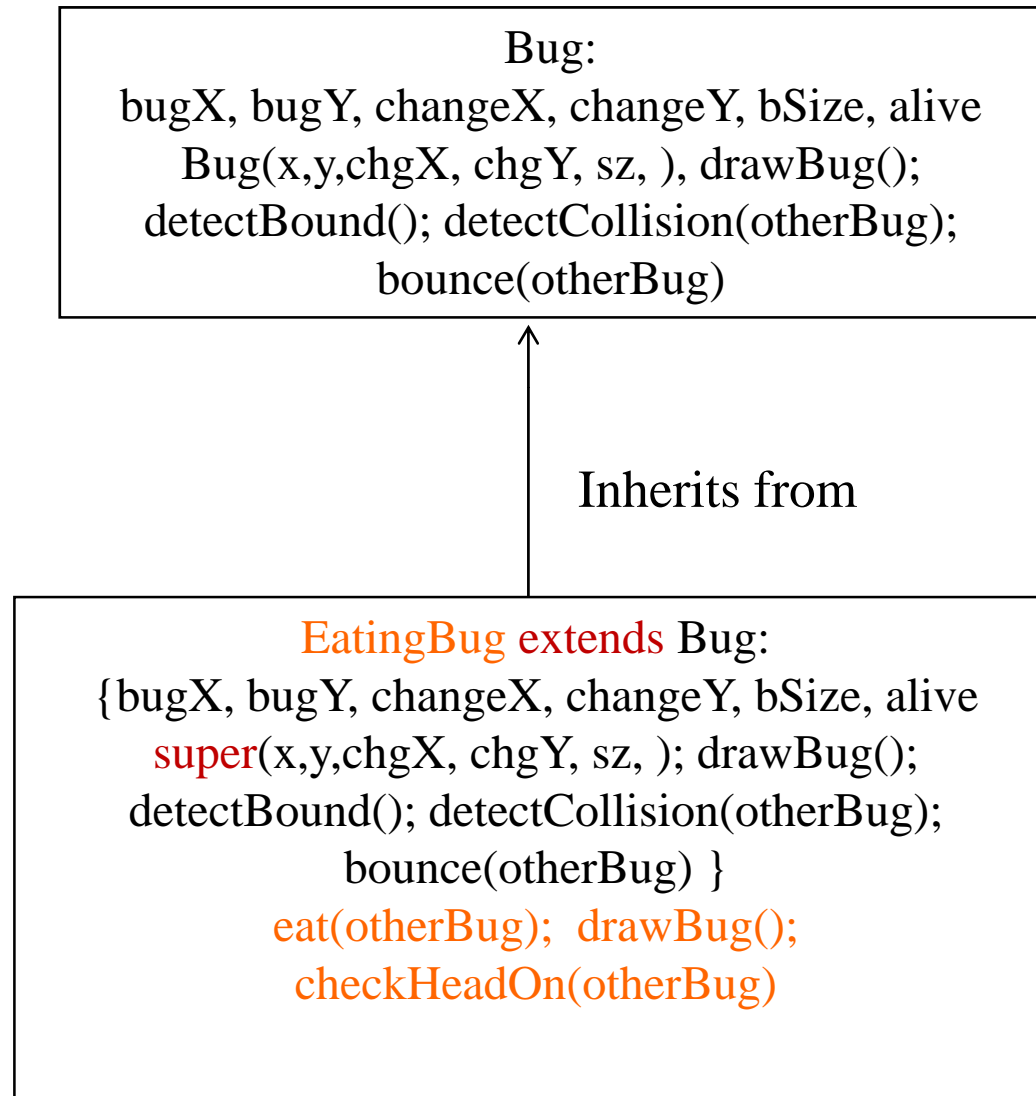 Bug:
bugX, bugY, changeX, changeY, bSize, alive
Bug(x,y,chgX, chgY, sz, ), drawBug();
detectBound(); detectCollision(otherBug);
bounce(otherBug)
Inherits from
EatingBug extends Bug:
{bugX, bugY, changeX, changeY, bSize, alive
super(x,y,chgX, chgY, sz, ); drawBug();
detectBound(); detectCollision(otherBug);
bounce(otherBug) }
eat(otherBug);  drawBug();
checkHeadOn(otherBug)